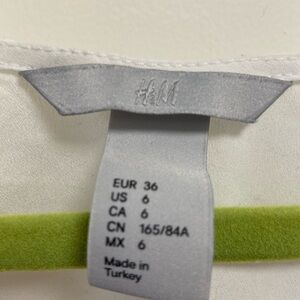 H&M
EUR 36
US 6
CA 6
CN 165/84A
MX 6
Made in
Turkey